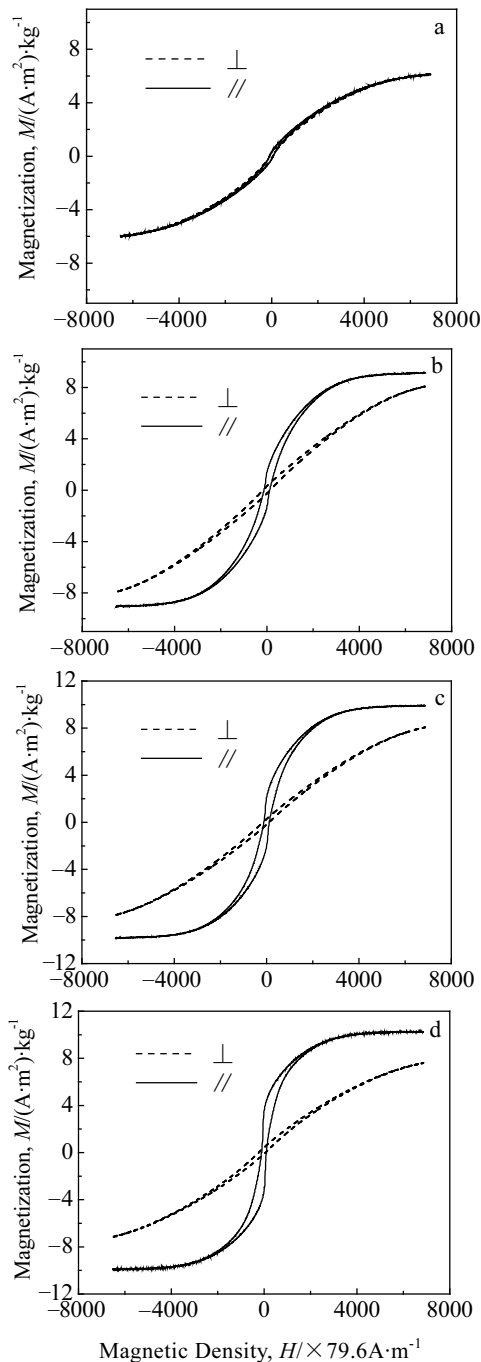 a
⊥
//
8
4
0
−4
−8
Magnetization, M/(A·m²)·kg⁻¹
−8000 −4000 0 4000 8000
b
⊥
//
8
4
0
−4
−8
Magnetization, M/(A·m²)·kg⁻¹
−8000 −4000 0 4000 8000
c
⊥
//
12
8
4
0
−4
−8
−12
Magnetization, M/(A·m²)·kg⁻¹
−8000 −4000 0 4000 8000
d
⊥
//
12
8
4
0
−4
−8
−12
Magnetization, M/(A·m²)·kg⁻¹
−8000 −4000 0 4000 8000
Magnetic Density, H/×79.6A·m⁻¹